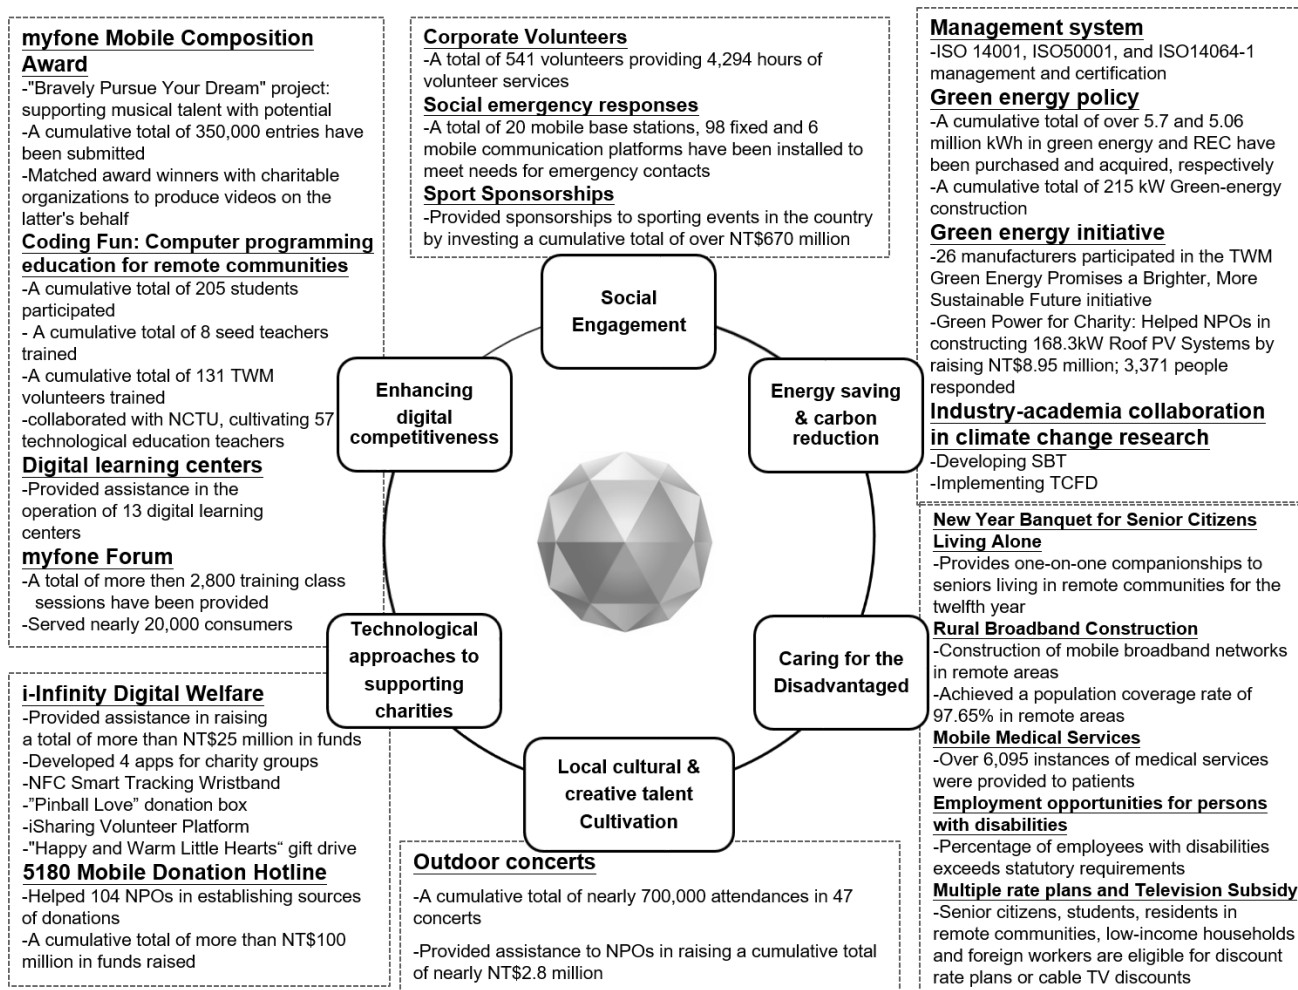 myfone Mobile Composition
Award
-"Bravely Pursue Your Dream" project:
supporting musical talent with potential
-A cumulative total of 350,000 entries have
been submitted
-Matched award winners with charitable
organizations to produce videos on the
latter's behalf
Coding Fun: Computer programming
education for remote communities
-A cumulative total of 205 students
participated
- A cumulative total of 8 seed teachers
trained
-A cumulative total of 131 TWM
volunteers trained
-collaborated with NCTU, cultivating 57
technological education teachers
Digital learning centers
-Provided assistance in the
operation of 13 digital learning
centers
myfone Forum
-A total of more then 2,800 training class
sessions have been provided
-Served nearly 20,000 consumers
i-Infinity Digital Welfare
-Provided assistance in raising
a total of more than NT$25 million in funds
-Developed 4 apps for charity groups
-NFC Smart Tracking Wristband
-”Pinball Love” donation box
-iSharing Volunteer Platform
-"Happy and Warm Little Hearts“ gift drive
5180 Mobile Donation Hotline
-Helped 104 NPOs in establishing sources
of donations
-A cumulative total of more than NT$100
million in funds raised
Corporate Volunteers
-A total of 541 volunteers providing 4,294 hours of
volunteer services
Social emergency responses
-A total of 20 mobile base stations, 98 fixed and 6
mobile communication platforms have been installed to
meet needs for emergency contacts
Sport Sponsorships
-Provided sponsorships to sporting events in the country
by investing a cumulative total of over NT$670 million
Social
Engagement
Enhancing
digital
competitiveness
Energy saving
& carbon
reduction
Technological
approaches to
supporting
charities
Caring for the
Disadvantaged
Local cultural &
creative talent
Cultivation
Outdoor concerts
-A cumulative total of nearly 700,000 attendances in 47
concerts
-Provided assistance to NPOs in raising a cumulative total
of nearly NT$2.8 million
Management system
-ISO 14001, ISO50001, and ISO14064-1
management and certification
Green energy policy
-A cumulative total of over 5.7 and 5.06
million kWh in green energy and REC have
been purchased and acquired, respectively
-A cumulative total of 215 kW Green-energy
construction
Green energy initiative
-26 manufacturers participated in the TWM
Green Energy Promises a Brighter, More
Sustainable Future initiative
-Green Power for Charity: Helped NPOs in
constructing 168.3kW Roof PV Systems by
raising NT$8.95 million; 3,371 people
responded
Industry-academia collaboration
in climate change research
-Developing SBT
-Implementing TCFD
New Year Banquet for Senior Citizens
Living Alone
-Provides one-on-one companionships to
seniors living in remote communities for the
twelfth year
Rural Broadband Construction
-Construction of mobile broadband networks
in remote areas
-Achieved a population coverage rate of
97.65% in remote areas
Mobile Medical Services
-Over 6,095 instances of medical services
were provided to patients
Employment opportunities for persons
with disabilities
-Percentage of employees with disabilities
exceeds statutory requirements
Multiple rate plans and Television Subsidy
-Senior citizens, students, residents in
remote communities, low-income households
and foreign workers are eligible for discount
rate plans or cable TV discounts